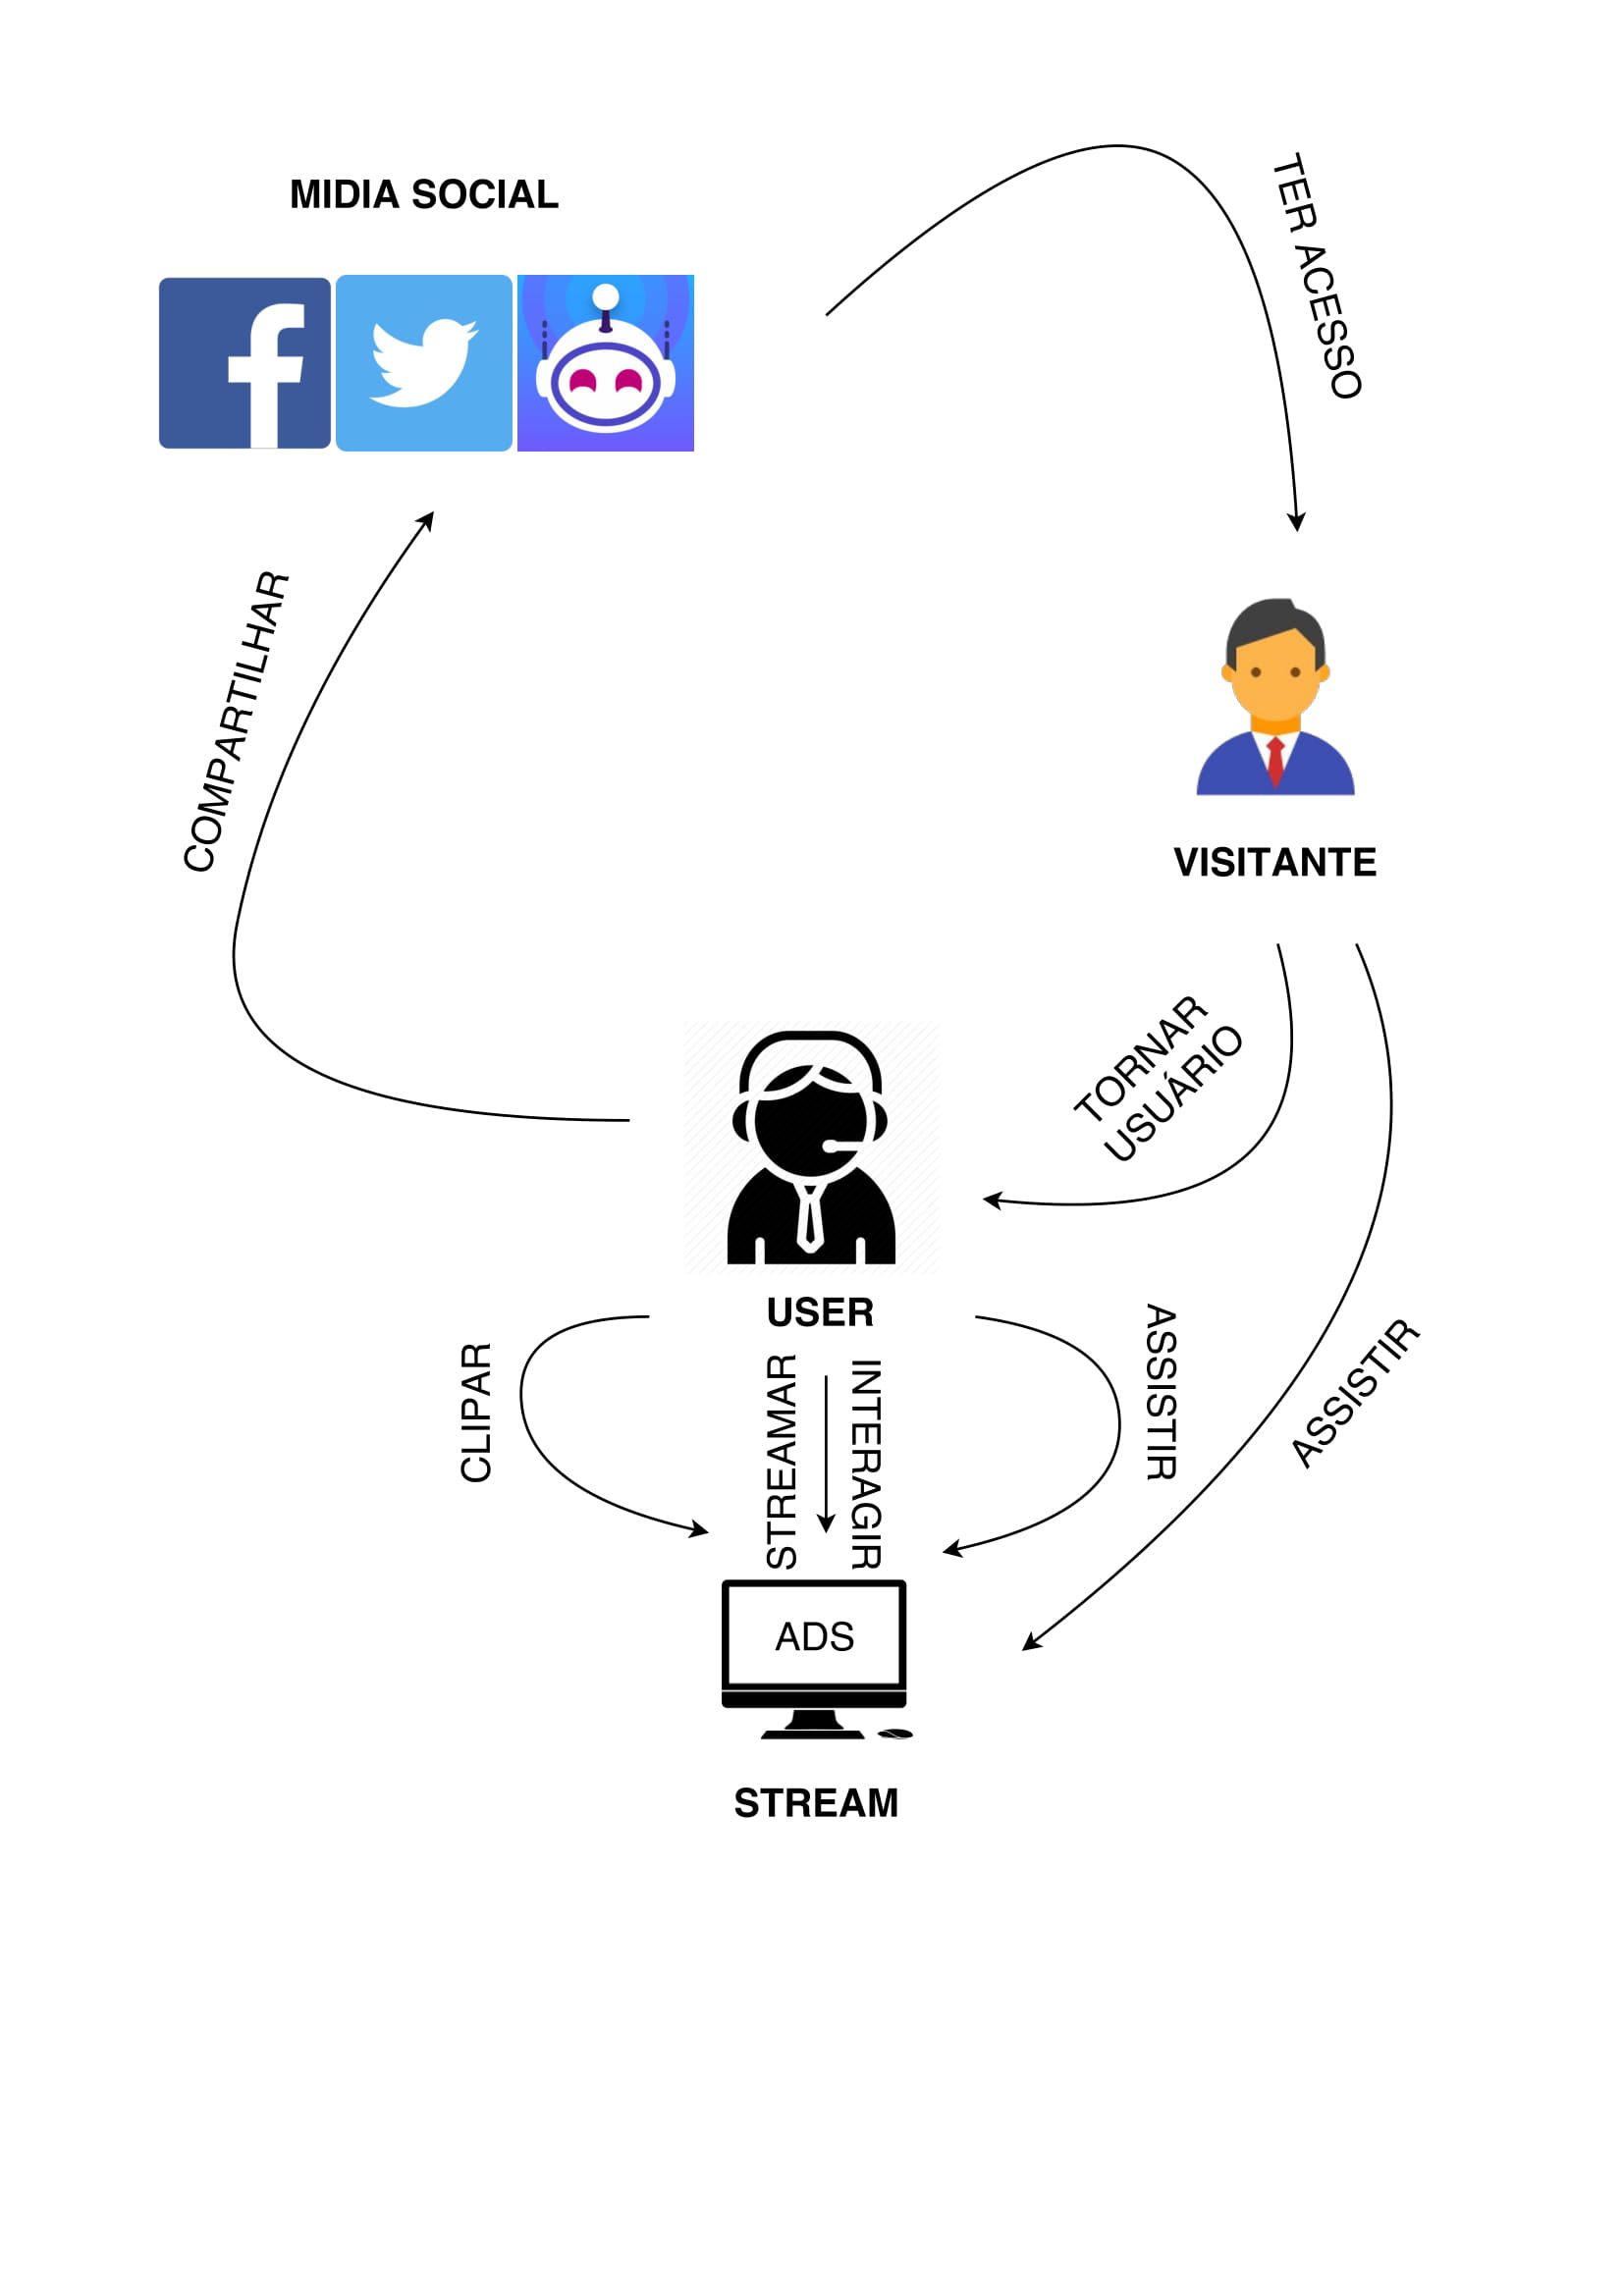 MIDIA SOCIAL
TER ACESSO
COMPARTILHAR
VISITANTE
TORNAR
USUÁRIO
USER
CLIPAR
STREAMAR
INTERAGIR
ASSISTIR
ASSISTIR
ADS
STREAM